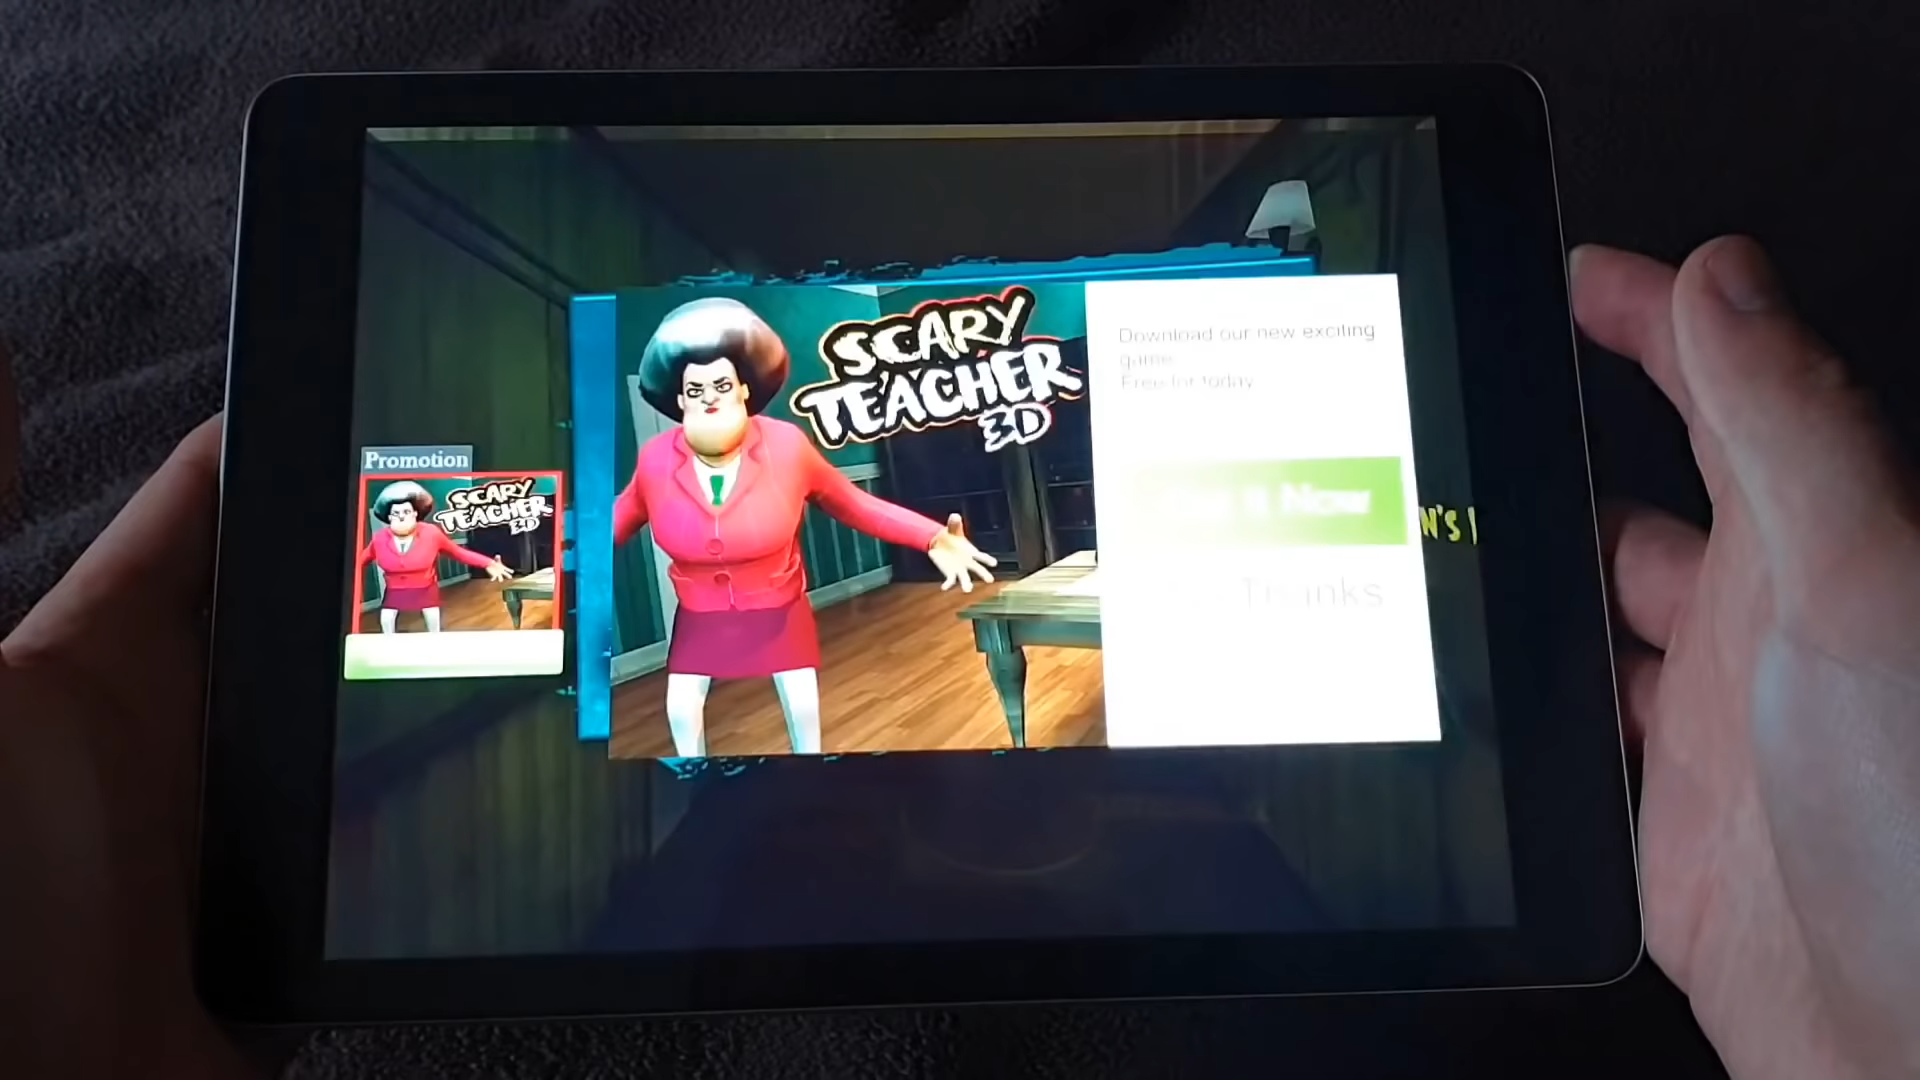 SCARY
TEACHER
3D
Download our new exciting
game
Free for today
Now
Thanks
Promotion
SCARY
TEACHER
3D
N'S